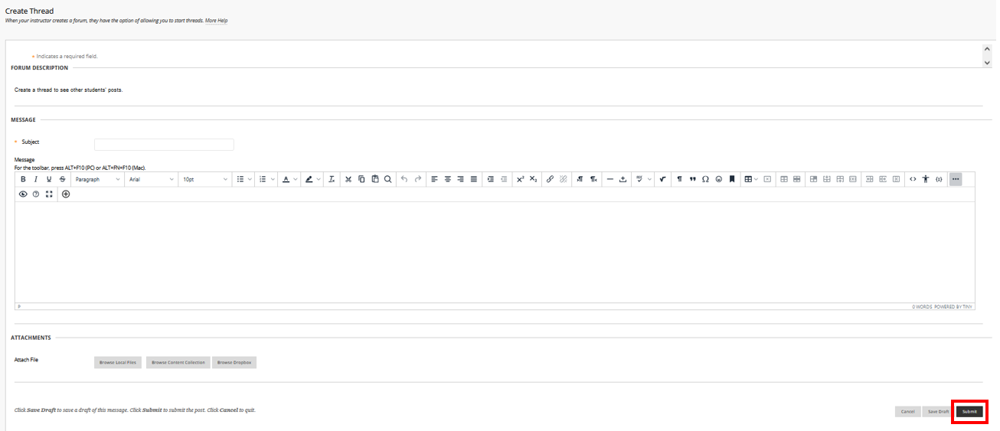 Create Thread
When your instructor creates a forum, they have the option of allowing you to start threads. More Help
* Indicates a required field.
FORUM DESCRIPTION
Create a thread to see other students' posts.
MESSAGE
* Subject
Message
For the toolbar, press ALT+F10 (PC) or ALT+FN+F10 (Mac).
B I U S Paragraph Arial 10pt
P 0 WORDS POWERED BY TINY
ATTACHMENTS
Attach File Browse Local Files Browse Content Collection Browse Dropbox
Click Save Draft to save a draft of this message. Click Submit to submit the post. Click Cancel to quit. Cancel Save Draft Submit